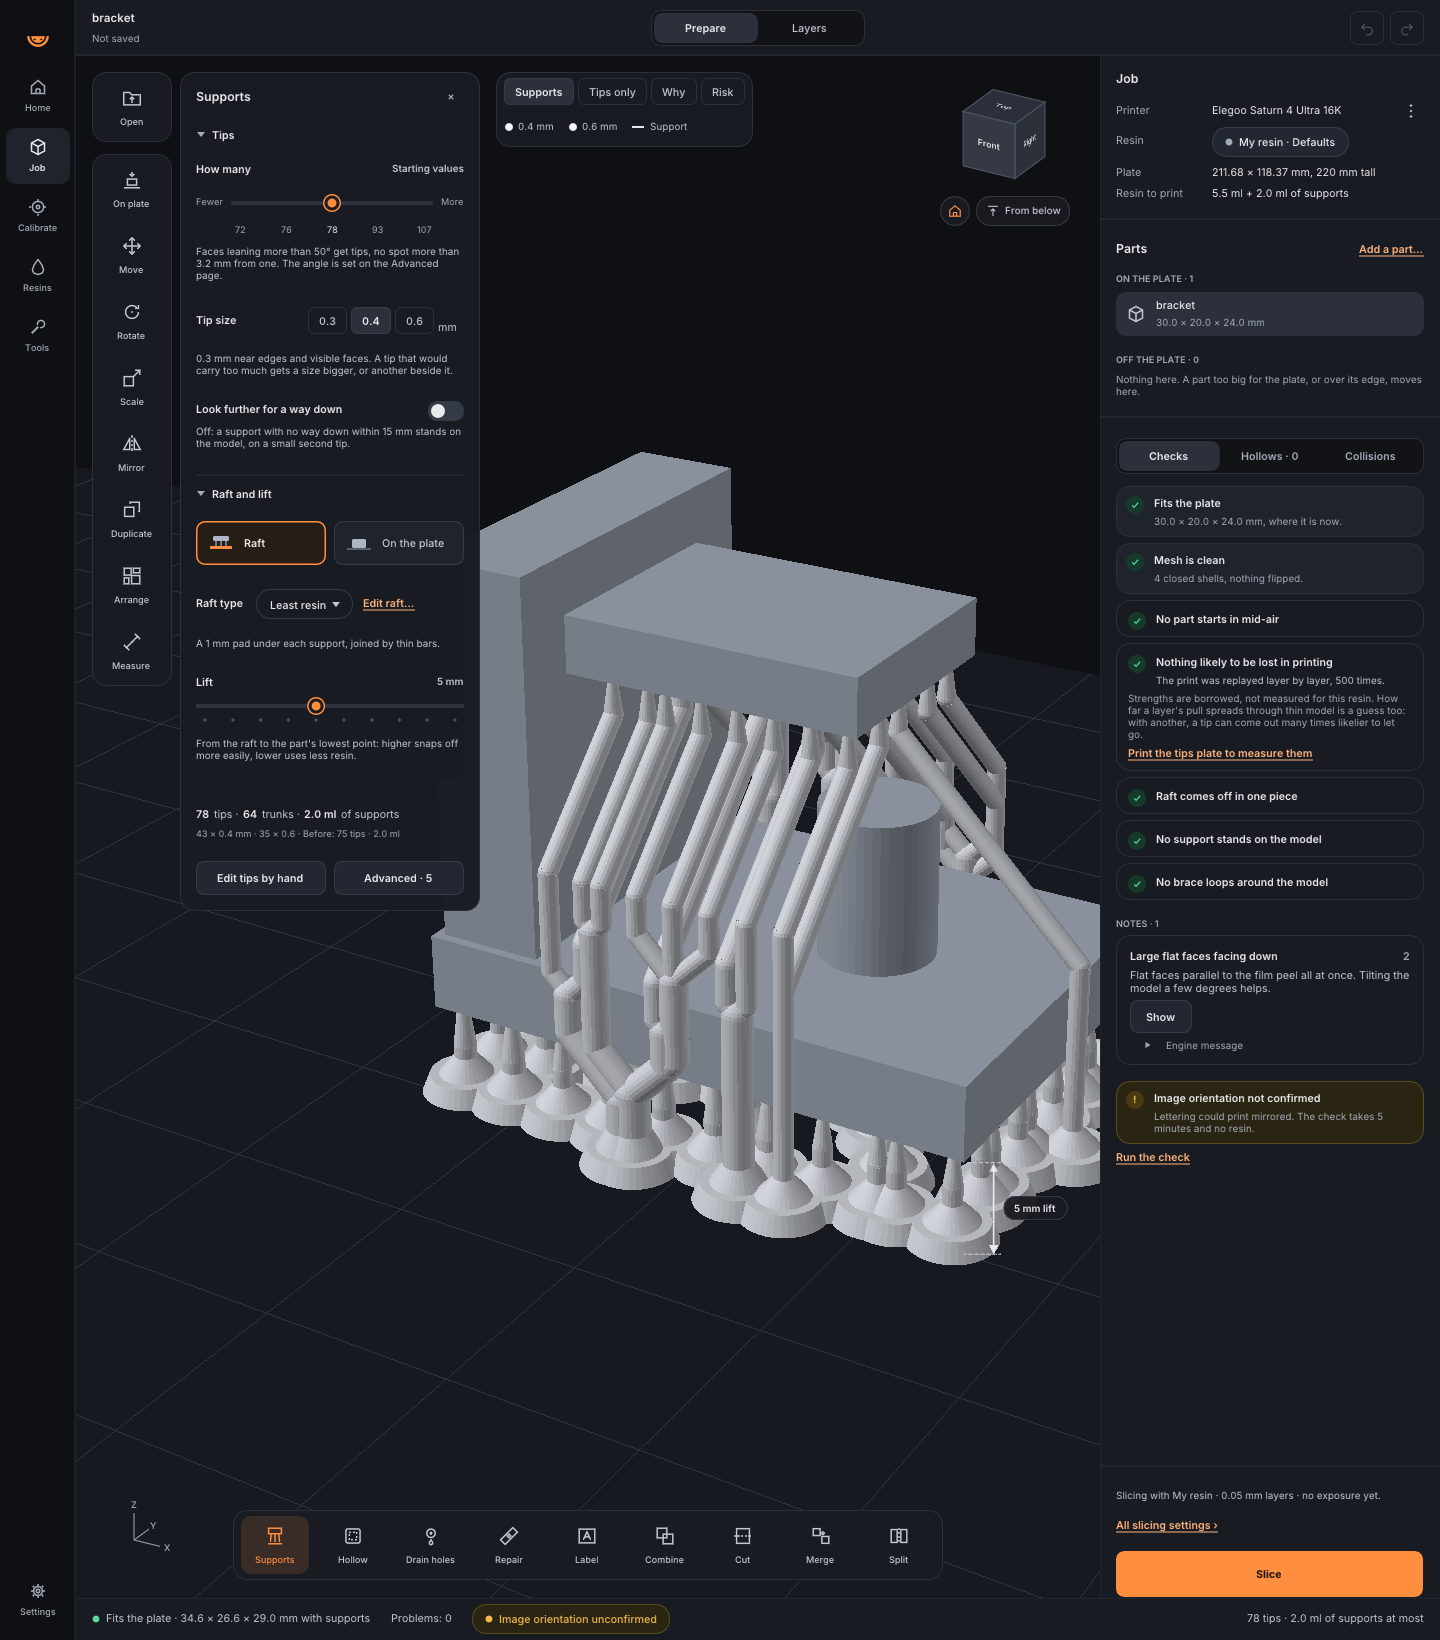 bracket
Not saved
Prepare
Layers
Home
Job
Calibrate
Resins
Tools
Settings
Open
On plate
Move
Rotate
Scale
Mirror
Duplicate
Arrange
Measure
Supports
×
Tips
How many
Starting values
Fewer
More
72 76 78 93 107
Faces leaning more than 50° get tips, no spot more than
3.2 mm from one. The angle is set on the Advanced
page.
Tip size
0.3 0.4 0.6 mm
0.3 mm near edges and visible faces. A tip that would
carry too much gets a size bigger, or another beside it.
Look further for a way down
Off: a support with no way down within 15 mm stands on
the model, on a small second tip.
Raft and lift
Raft
On the plate
Raft type
Least resin
Edit raft...
A 1 mm pad under each support, joined by thin bars.
Lift
5 mm
From the raft to the part's lowest point: higher snaps off
more easily, lower uses less resin.
78 tips · 64 trunks · 2.0 ml of supports
43 × 0.4 mm · 35 × 0.6 · Before: 75 tips · 2.0 ml
Edit tips by hand
Advanced · 5
Supports
Tips only
Why
Risk
0.4 mm
0.6 mm
Support
Top
Front
Right
From below
5 mm lift
Z
Y
X
Supports
Hollow
Drain holes
Repair
Label
Combine
Cut
Merge
Split
Job
Printer
Elegoo Saturn 4 Ultra 16K
Resin
My resin · Defaults
Plate
211.68 × 118.37 mm, 220 mm tall
Resin to print
5.5 ml + 2.0 ml of supports
Parts
Add a part...
ON THE PLATE · 1
bracket
30.0 × 20.0 × 24.0 mm
OFF THE PLATE · 0
Nothing here. A part too big for the plate, or over its edge, moves
here.
Checks
Hollows · 0
Collisions
Fits the plate
30.0 × 20.0 × 24.0 mm, where it is now.
Mesh is clean
4 closed shells, nothing flipped.
No part starts in mid-air
Nothing likely to be lost in printing
The print was replayed layer by layer, 500 times.
Strengths are borrowed, not measured for this resin. How
far a layer's pull spreads through thin model is a guess too:
with another, a tip can come out many times likelier to let
go.
Print the tips plate to measure them
Raft comes off in one piece
No support stands on the model
No brace loops around the model
NOTES · 1
Large flat faces facing down
2
Flat faces parallel to the film peel all at once. Tilting the
model a few degrees helps.
Show
Engine message
Image orientation not confirmed
Lettering could print mirrored. The check takes 5
minutes and no resin.
Run the check
Slicing with My resin · 0.05 mm layers · no exposure yet.
All slicing settings ›
Slice
Fits the plate · 34.6 × 26.6 × 29.0 mm with supports
Problems: 0
Image orientation unconfirmed
78 tips · 2.0 ml of supports at most